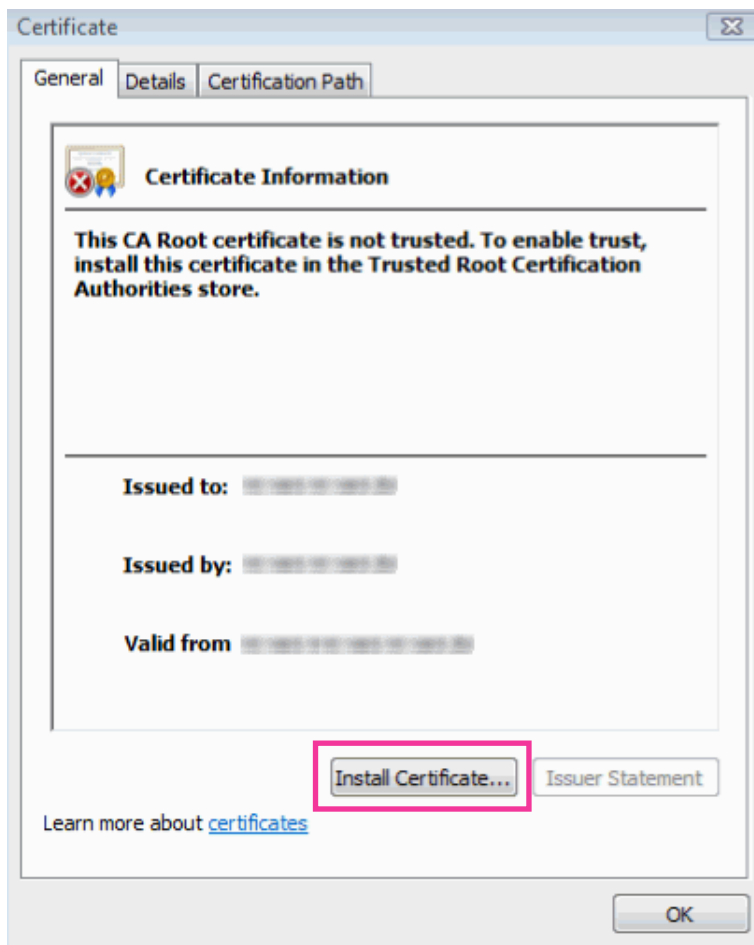 Certificate
General Details Certification Path
Certificate Information
This CA Root certificate is not trusted. To enable trust,
install this certificate in the Trusted Root Certification
Authorities store.
Issued to:
Issued by:
Valid from
Install Certificate... Issuer Statement
Learn more about certificates
OK